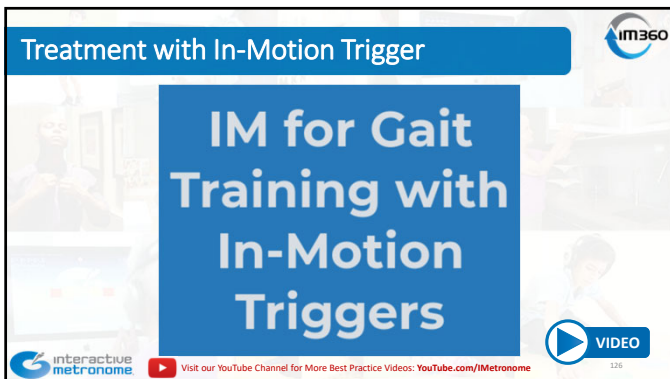 Treatment with In-Motion Trigger
IM360
IM for Gait
Training with
In-Motion
Triggers
VIDEO
interactive
metronome
Visit our YouTube Channel for More Best Practice Videos: YouTube.com/IMetronome
126